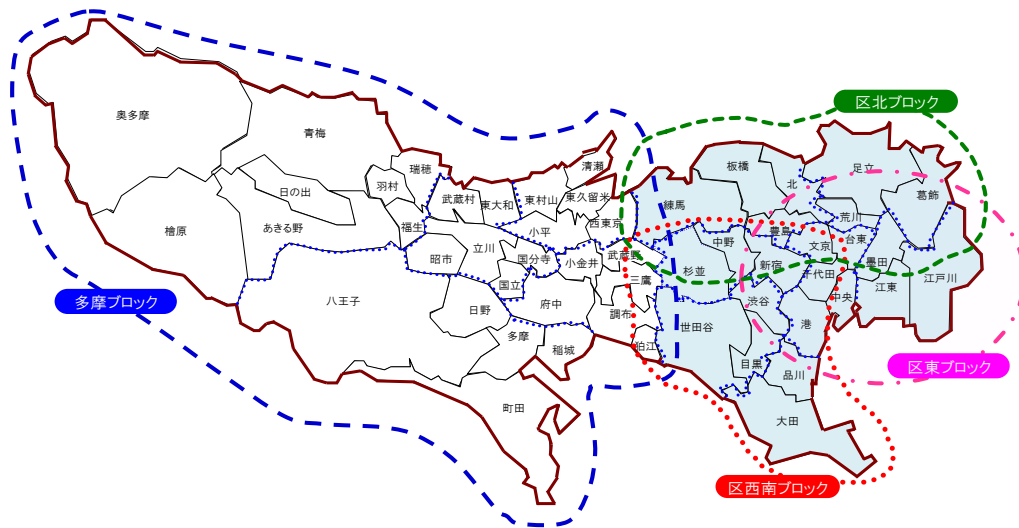 区北ブロック
奥多摩
青梅
清瀬
板橋
足立
瑞穂
北
羽村
日の出
武蔵村
東大和
東村山
東久留米
葛飾
練馬
檜原
あきる野
福生
西東京
荒川
小平
豊島
文京
台東
中野
立川
昭市
国分寺
小金井
武蔵野
杉並
新宿
千代田
墨田
江東
江戸川
国立
三鷹
多摩ブロック
八王子
日野
府中
調布
渋谷
中央
世田谷
港
多摩
稲城
狛江
目黒
品川
区東ブロック
町田
大田
区西南ブロック